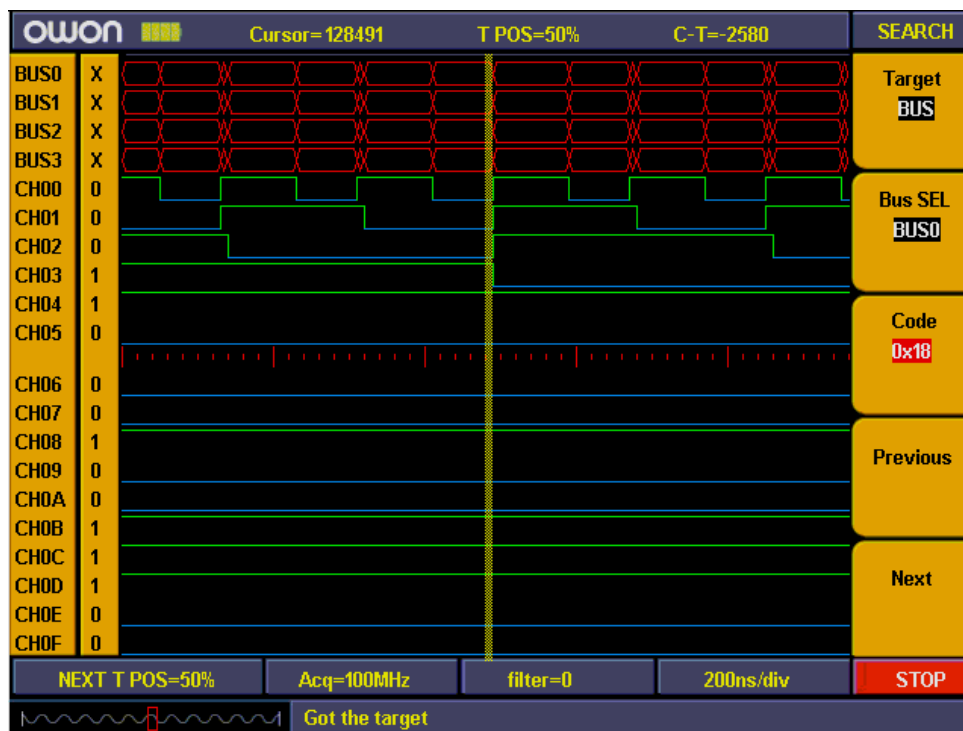 OWON Cursor=128491 T POS=50% C-T=-2580 SEARCH
BUS0 X
BUS1 X
BUS2 X
BUS3 X
CH00 0
CH01 0
CH02 0
CH03 1
CH04 1
CH05 0
CH06 0
CH07 0
CH08 1
CH09 0
CH0A 0
CH0B 1
CH0C 1
CH0D 1
CH0E 0
CH0F 0
Target
BUS
Bus SEL
BUS0
Code
0x18
Previous
Next
NEXT T POS=50% Acq=100MHz filter=0 200ns/div STOP
Got the target